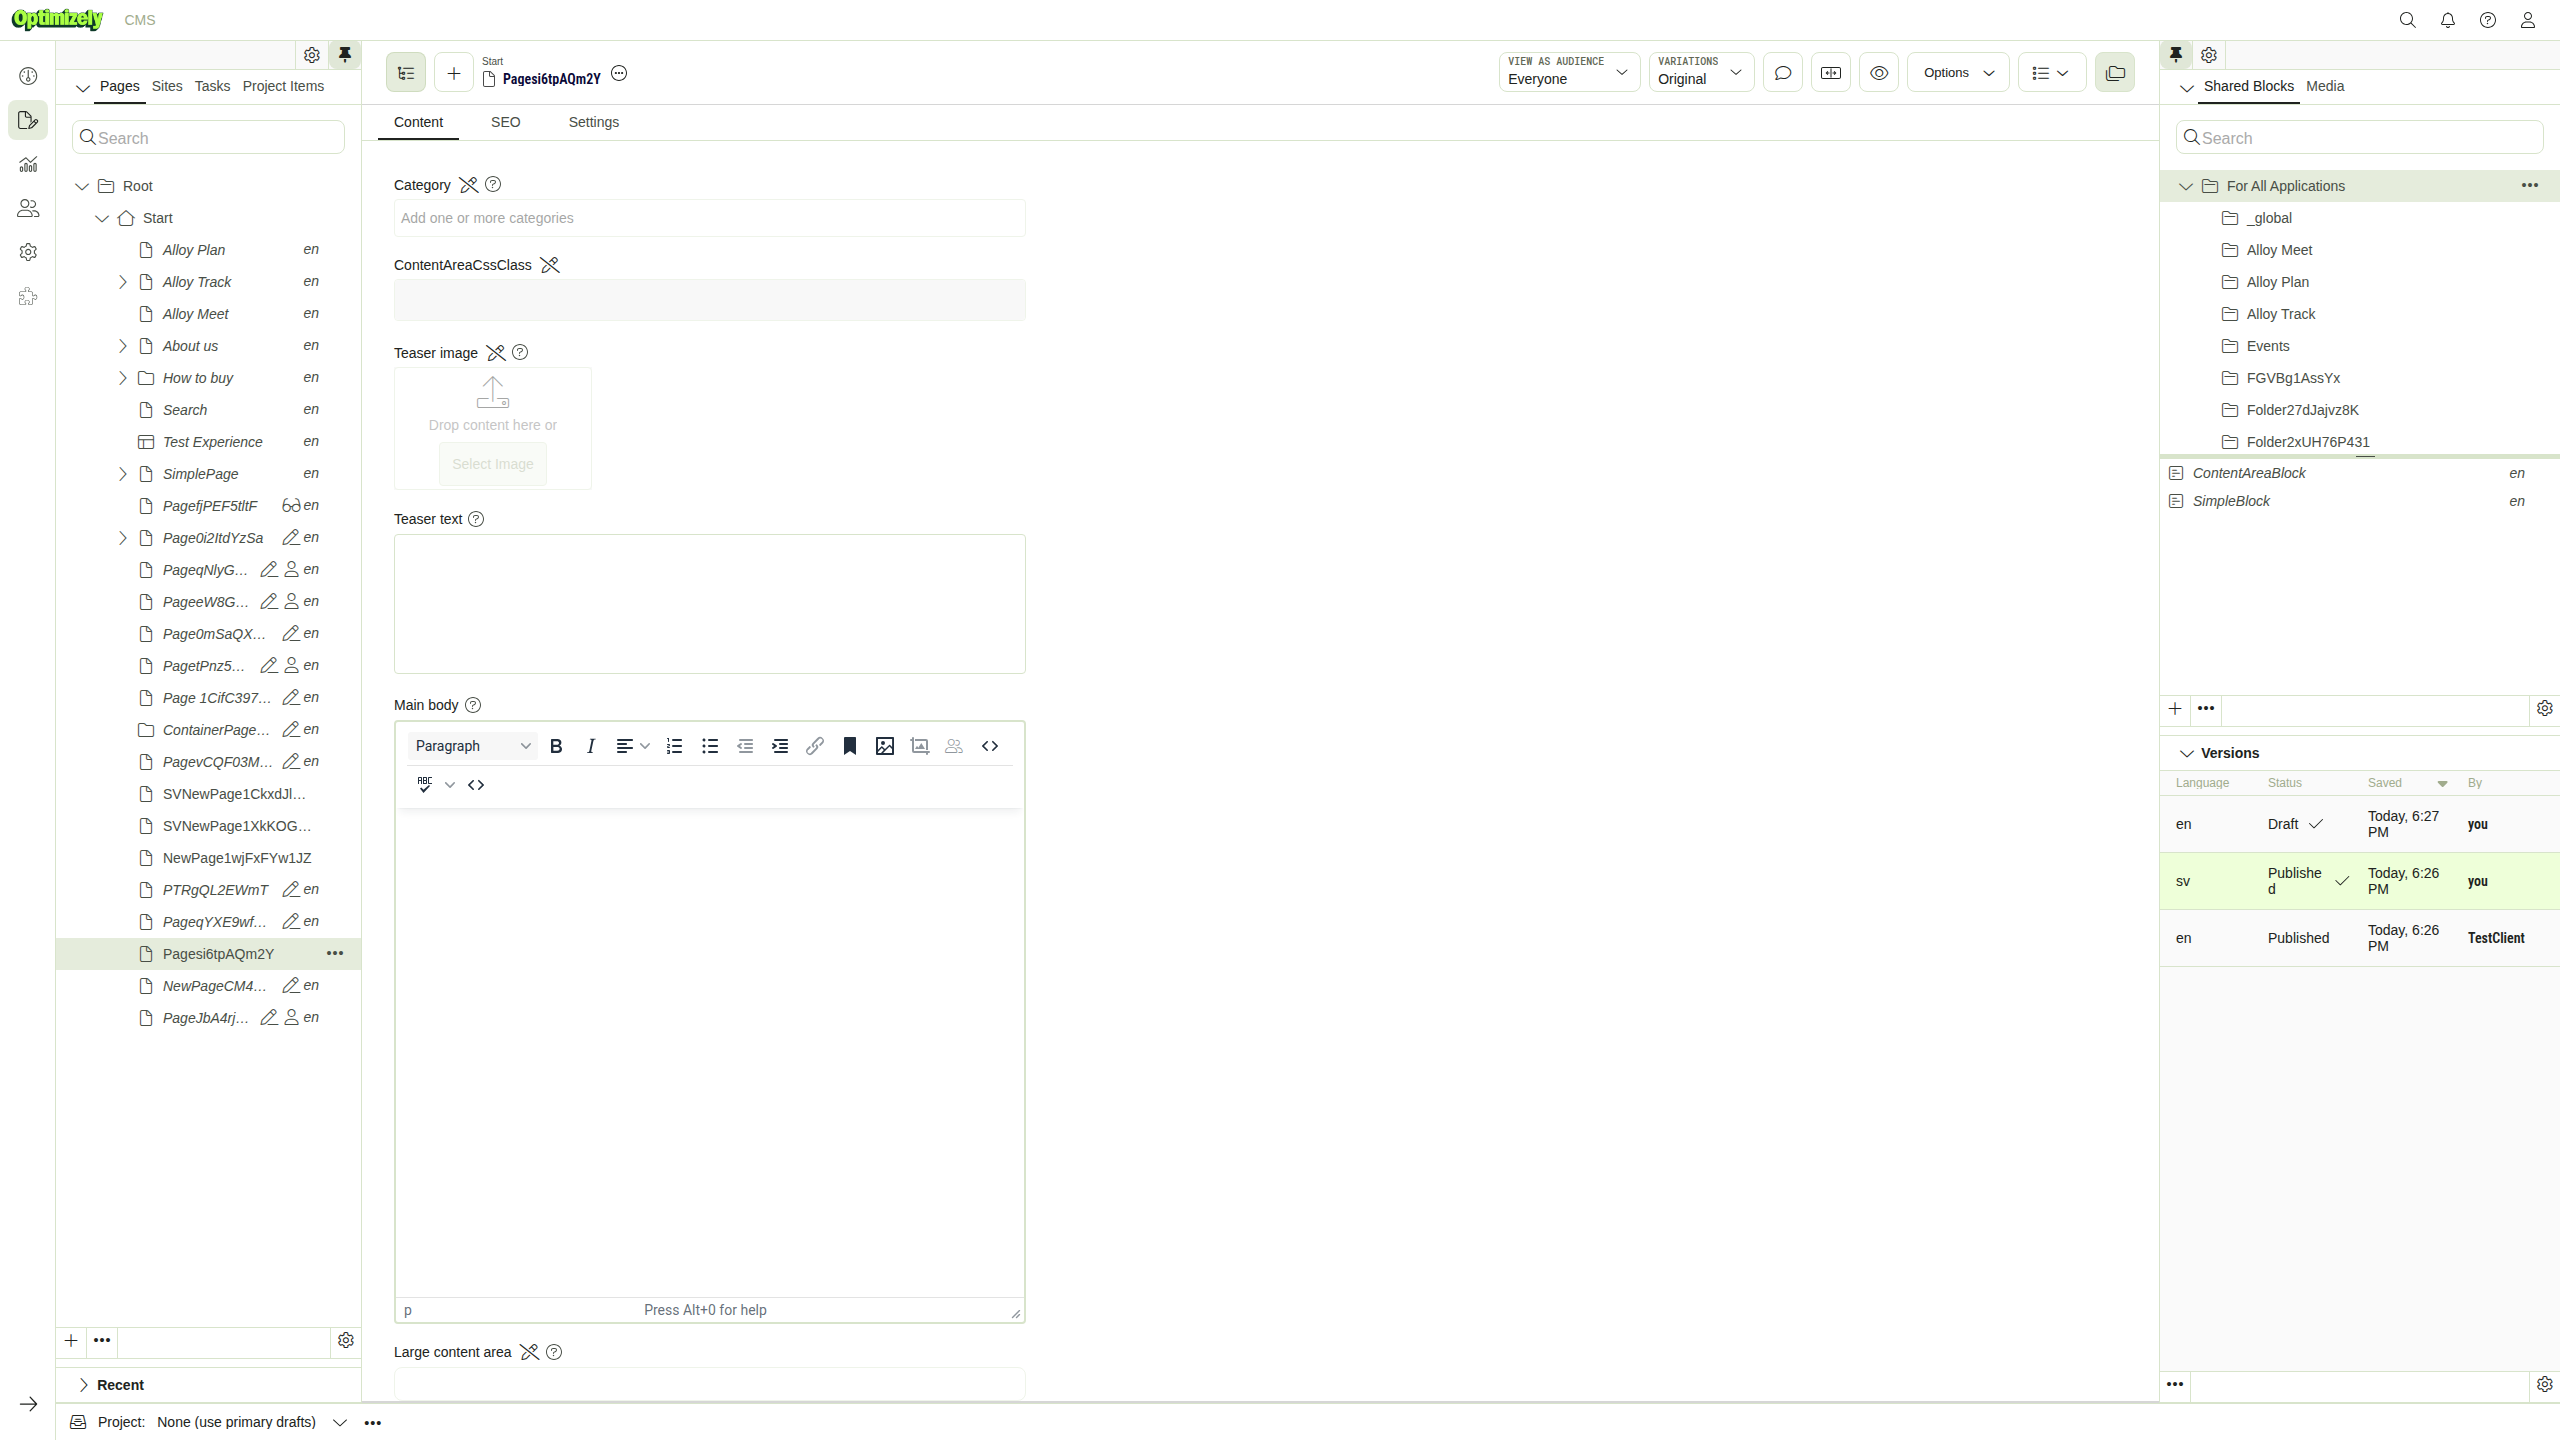 Optimizely CMS
Pages Sites Tasks Project Items
Search
Root
Start
Alloy Plan en
Alloy Track en
Alloy Meet en
About us en
How to buy en
Search en
Test Experience en
SimplePage en
PagefjPEF5tltF en
Page0i2ItdYzSa en
PageqNlyG... en
PageeW8G... en
Page0mSaQX... en
PagetPnz5... en
Page 1CifC397... en
ContainerPage... en
PagevCQF03M... en
SVNewPage1CkxdJl...
SVNewPage1XkKOG...
NewPage1wjFxFYw1JZ
PTRgQL2EWmT en
PageqYXE9wf... en
Pagesi6tpAQm2Y
NewPageCM4... en
PageJbA4rj... en
Recent
Project: None (use primary drafts)
Start
Pagesi6tpAQm2Y
VIEW AS AUDIENCE
Everyone
VARIATIONS
Original
Options
Content SEO Settings
Category
Add one or more categories
ContentAreaCssClass
Teaser image
Drop content here or
Select Image
Teaser text
Main body
Paragraph
ABC
p Press Alt+0 for help
Large content area
Shared Blocks Media
Search
For All Applications
_global
Alloy Meet
Alloy Plan
Alloy Track
Events
FGVBg1AssYx
Folder27dJajvz8K
Folder2xUH76P431
ContentAreaBlock en
SimpleBlock en
Versions
Language Status Saved By
en Draft Today, 6:27 PM you
sv Published Today, 6:26 PM you
en Published Today, 6:26 PM TestClient